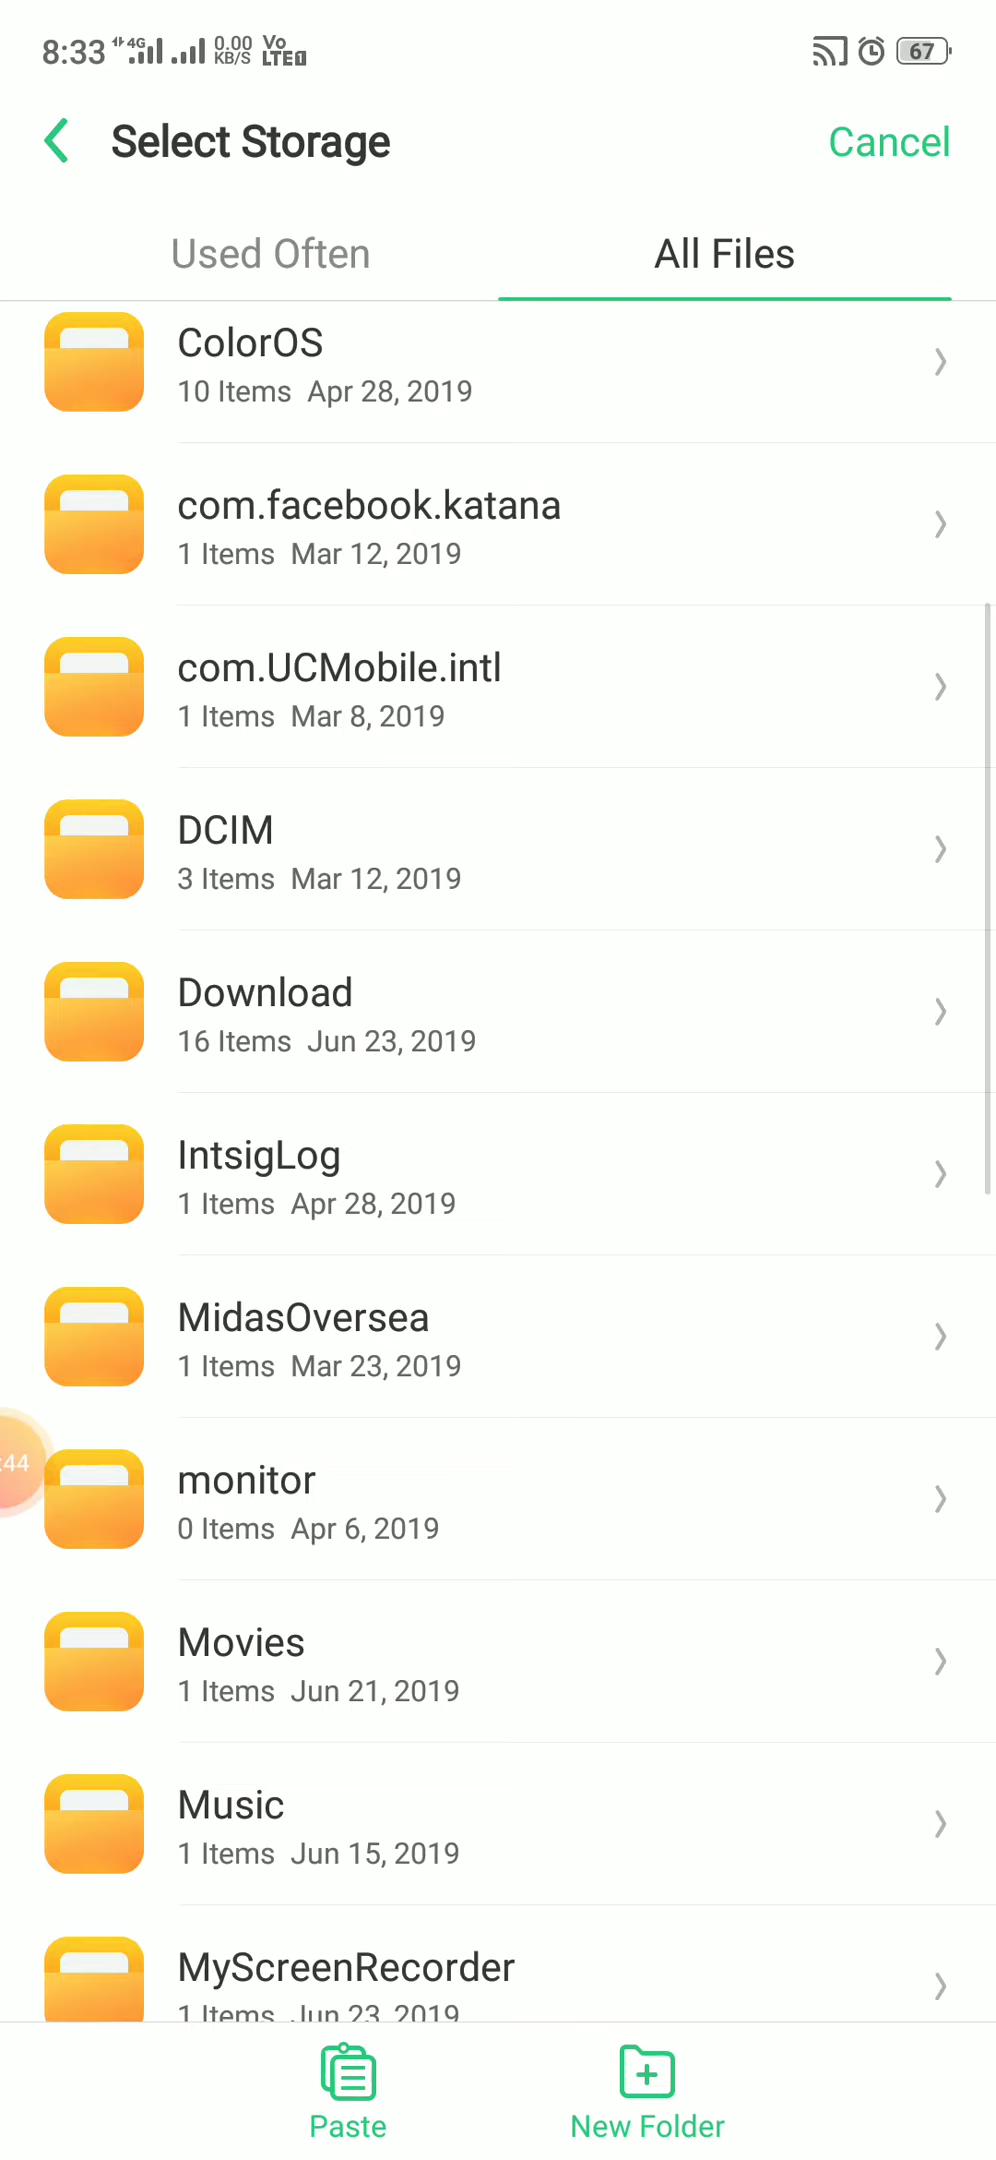 8:33 4G 0.00 KB/S Vo LTE1 67
Select Storage Cancel
Used Often All Files
ColorOS
10 Items Apr 28, 2019
com.facebook.katana
1 Items Mar 12, 2019
com.UCMobile.intl
1 Items Mar 8, 2019
DCIM
3 Items Mar 12, 2019
Download
16 Items Jun 23, 2019
IntsigLog
1 Items Apr 28, 2019
MidasOversea
1 Items Mar 23, 2019
:44
monitor
0 Items Apr 6, 2019
Movies
1 Items Jun 21, 2019
Music
1 Items Jun 15, 2019
MyScreenRecorder
1 Items Jun 23, 2019
Paste New Folder